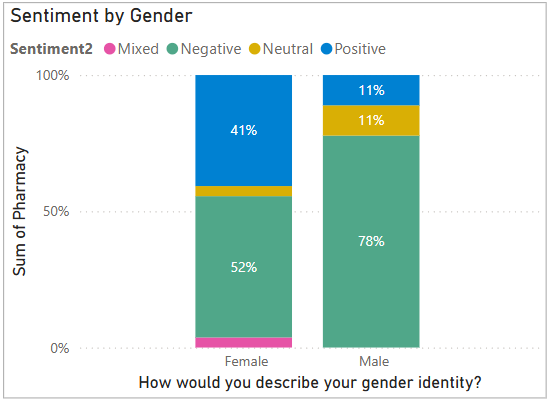 Sentiment by Gender
Sentiment2 Mixed Negative Neutral Positive
100%
11%
11%
41%
50%
78%
52%
0%
Female Male
Sum of Pharmacy
How would you describe your gender identity?